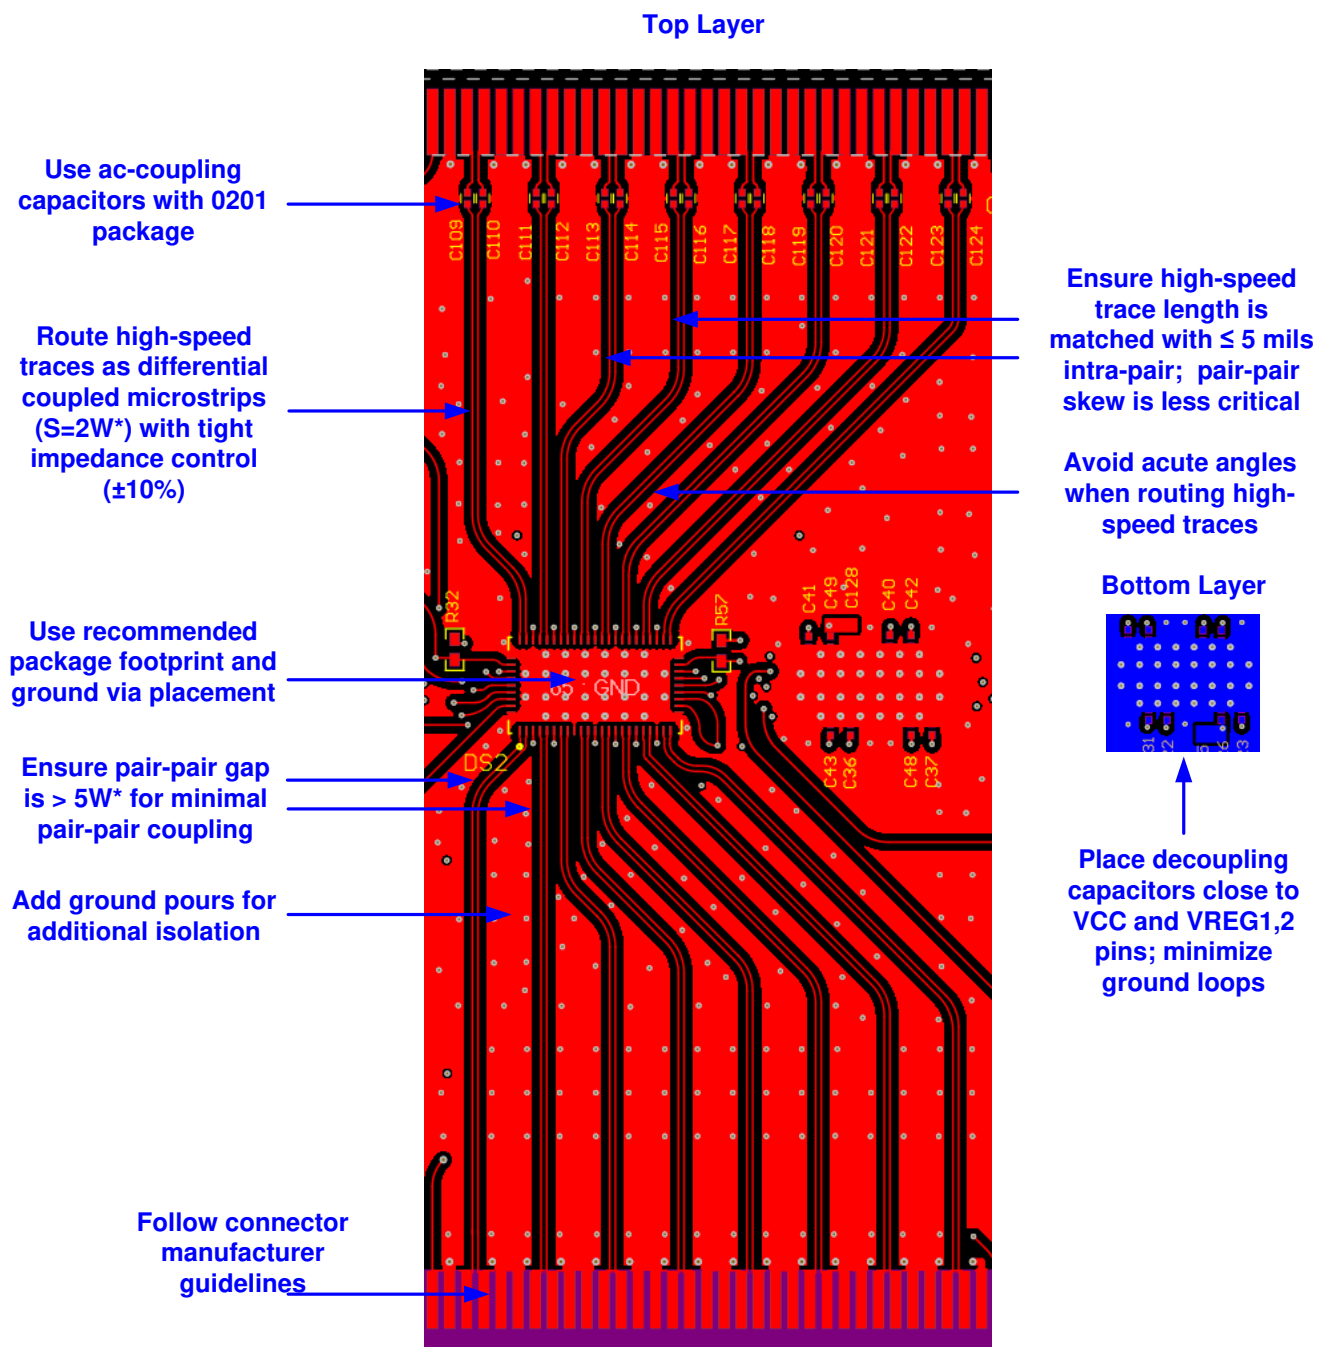 Top Layer
Use ac-coupling
capacitors with 0201
package
C109
C110
C111
C112
C113
C114
C115
C116
C117
C118
C119
C120
C121
C122
C123
C124
Ensure high-speed
trace length is
matched with ≤ 5 mils
intra-pair; pair-pair
skew is less critical
Route high-speed
traces as differential
coupled microstrips
(S=2W*) with tight
impedance control
(±10%)
Avoid acute angles
when routing high-
speed traces
Bottom Layer
R32
R57
C41
C49
C128
C40
C42
Use recommended
package footprint and
ground via placement
GND
DS2
C43
C36
C48
C37
Ensure pair-pair gap
is > 5W* for minimal
pair-pair coupling
Place decoupling
capacitors close to
VCC and VREG1,2
pins; minimize
ground loops
Add ground pours for
additional isolation
Follow connector
manufacturer
guidelines